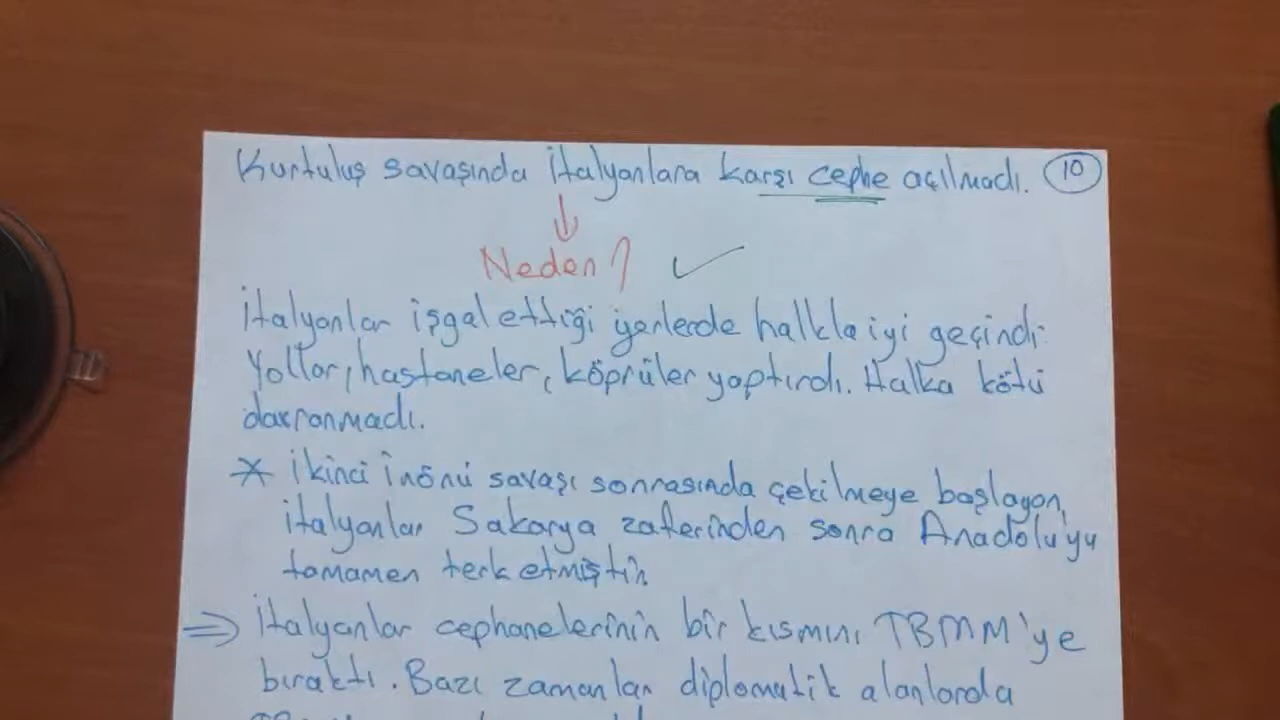 Kurtuluş savaşında İtalyanlara karşı cephe açılmadı. 10
Neden?
İtalyanlar işgal ettiği yerlerde halkla iyi geçindi.
Yollar, hastaneler, köprüler yaptırdı. Halka kötü
davranmadı.
* İkinci İnönü savaşı sonrasında çekilmeye başlayan,
İtalyanlar Sakarya zaferinden sonra Anadolu'yu
tamamen terketmiştir.
⇒ İtalyanlar cephanelerinin bir kısmını TBMM'ye
bıraktı. Bazı zamanlar diplomatik alanlarda